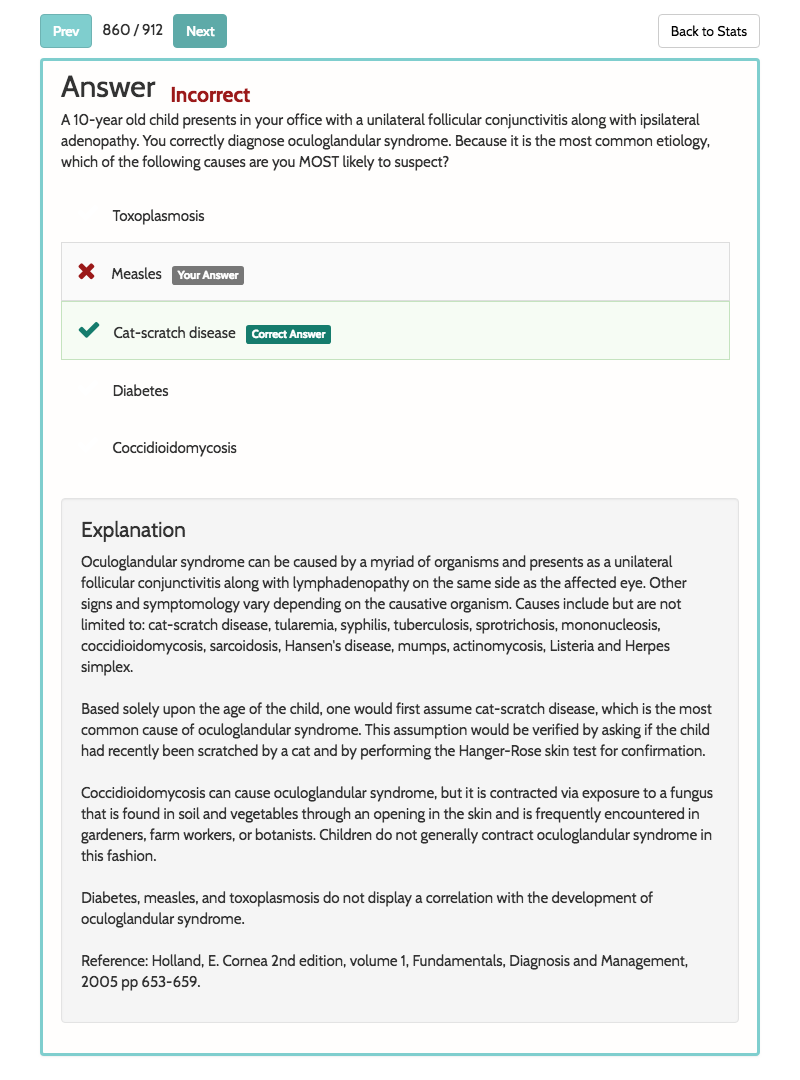 Prev 860 / 912 Next Back to Stats
Answer Incorrect
A 10-year old child presents in your office with a unilateral follicular conjunctivitis along with ipsilateral
adenopathy. You correctly diagnose oculoglandular syndrome. Because it is the most common etiology,
which of the following causes are you MOST likely to suspect?
Toxoplasmosis
Measles Your Answer
Cat-scratch disease Correct Answer
Diabetes
Coccidioidomycosis
Explanation
Oculoglandular syndrome can be caused by a myriad of organisms and presents as a unilateral
follicular conjunctivitis along with lymphadenopathy on the same side as the affected eye. Other
signs and symptomology vary depending on the causative organism. Causes include but are not
limited to: cat-scratch disease, tularemia, syphilis, tuberculosis, sprotrichosis, mononucleosis,
coccidioidomycosis, sarcoidosis, Hansen's disease, mumps, actinomycosis, Listeria and Herpes
simplex.
Based solely upon the age of the child, one would first assume cat-scratch disease, which is the most
common cause of oculoglandular syndrome. This assumption would be verified by asking if the child
had recently been scratched by a cat and by performing the Hanger-Rose skin test for confirmation.
Coccidioidomycosis can cause oculoglandular syndrome, but it is contracted via exposure to a fungus
that is found in soil and vegetables through an opening in the skin and is frequently encountered in
gardeners, farm workers, or botanists. Children do not generally contract oculoglandular syndrome in
this fashion.
Diabetes, measles, and toxoplasmosis do not display a correlation with the development of
oculoglandular syndrome.
Reference: Holland, E. Cornea 2nd edition, volume 1, Fundamentals, Diagnosis and Management,
2005 pp 653-659.